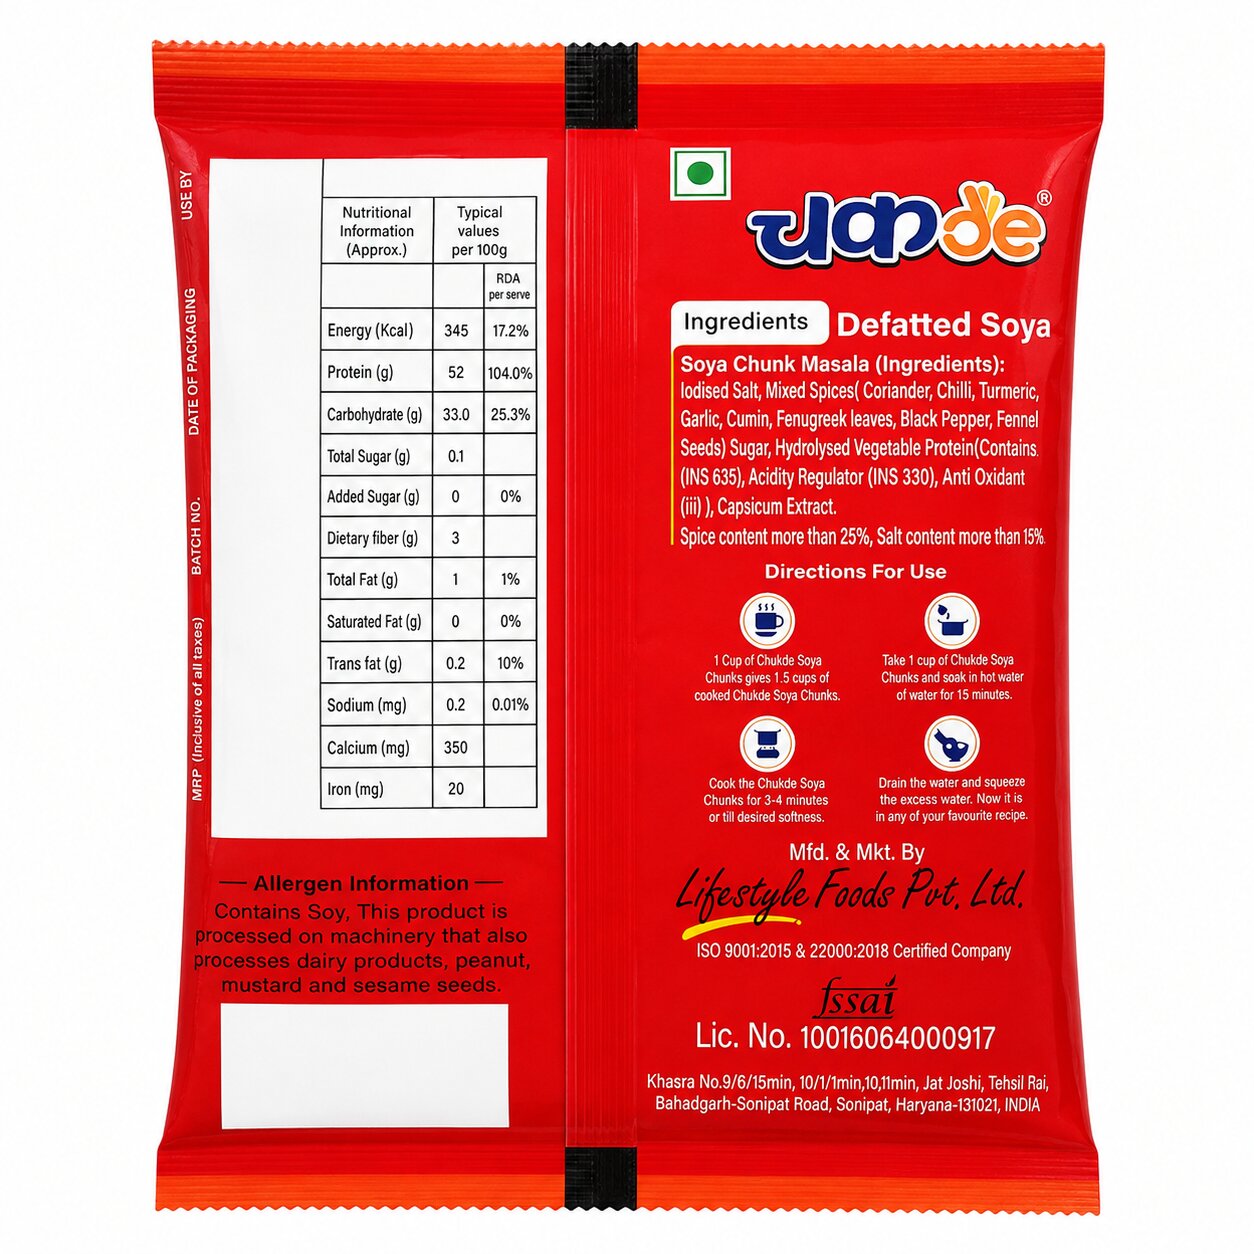 USE BY
DATE OF PACKAGING
BATCH NO.
MRP (Inclusive of all taxes)
Nutritional Information (Approx.) | Typical values per 100g
RDA per serve
Energy (Kcal) 345 17.2%
Protein (g) 52 104.0%
Carbohydrate (g) 33.0 25.3%
Total Sugar (g) 0.1
Added Sugar (g) 0 0%
Dietary fiber (g) 3
Total Fat (g) 1 1%
Saturated Fat (g) 0 0%
Trans fat (g) 0.2 10%
Sodium (mg) 0.2 0.01%
Calcium (mg) 350
Iron (mg) 20
Allergen Information
Contains Soy, This product is
processed on machinery that also
processes dairy products, peanut,
mustard and sesame seeds.
चकde®
Ingredients Defatted Soya
Soya Chunk Masala (Ingredients):
Iodised Salt, Mixed Spices( Coriander, Chilli, Turmeric,
Garlic, Cumin, Fenugreek leaves, Black Pepper, Fennel
Seeds) Sugar, Hydrolysed Vegetable Protein(Contains.
(INS 635), Acidity Regulator (INS 330), Anti Oxidant
(iii) ), Capsicum Extract.
Spice content more than 25%, Salt content more than 15%.
Directions For Use
1 Cup of Chukde Soya
Chunks gives 1.5 cups of
cooked Chukde Soya Chunks.
Take 1 cup of Chukde Soya
Chunks and soak in hot water
of water for 15 minutes.
Cook the Chukde Soya
Chunks for 3-4 minutes
or till desired softness.
Drain the water and squeeze
the excess water. Now it is
in any of your favourite recipe.
Mfd. & Mkt. By
Lifestyle Foods Pvt. Ltd.
ISO 9001:2015 & 22000:2018 Certified Company
fssai
Lic. No. 10016064000917
Khasra No.9/6/15min, 10/1/1min,10,11min, Jat Joshi, Tehsil Rai,
Bahadgarh-Sonipat Road, Sonipat, Haryana-131021, INDIA